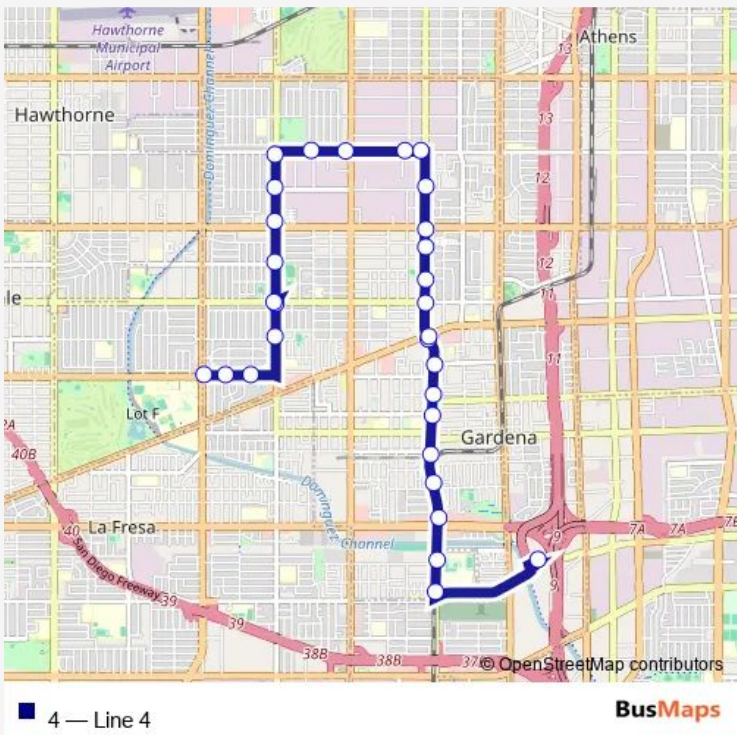 Hawthorne
Municipal
Airport
Athens
13
Dominguez Channel
Hawthorne
13
12
12
11
le
11
Lot F
2A
Gardena
40B
Dominguez
Channel
La Fresa
40
9
7A
7A
San Diego Freeway
39
9
39
38B
38B
37
© OpenStreetMap contributors
4 — Line 4
BusMaps